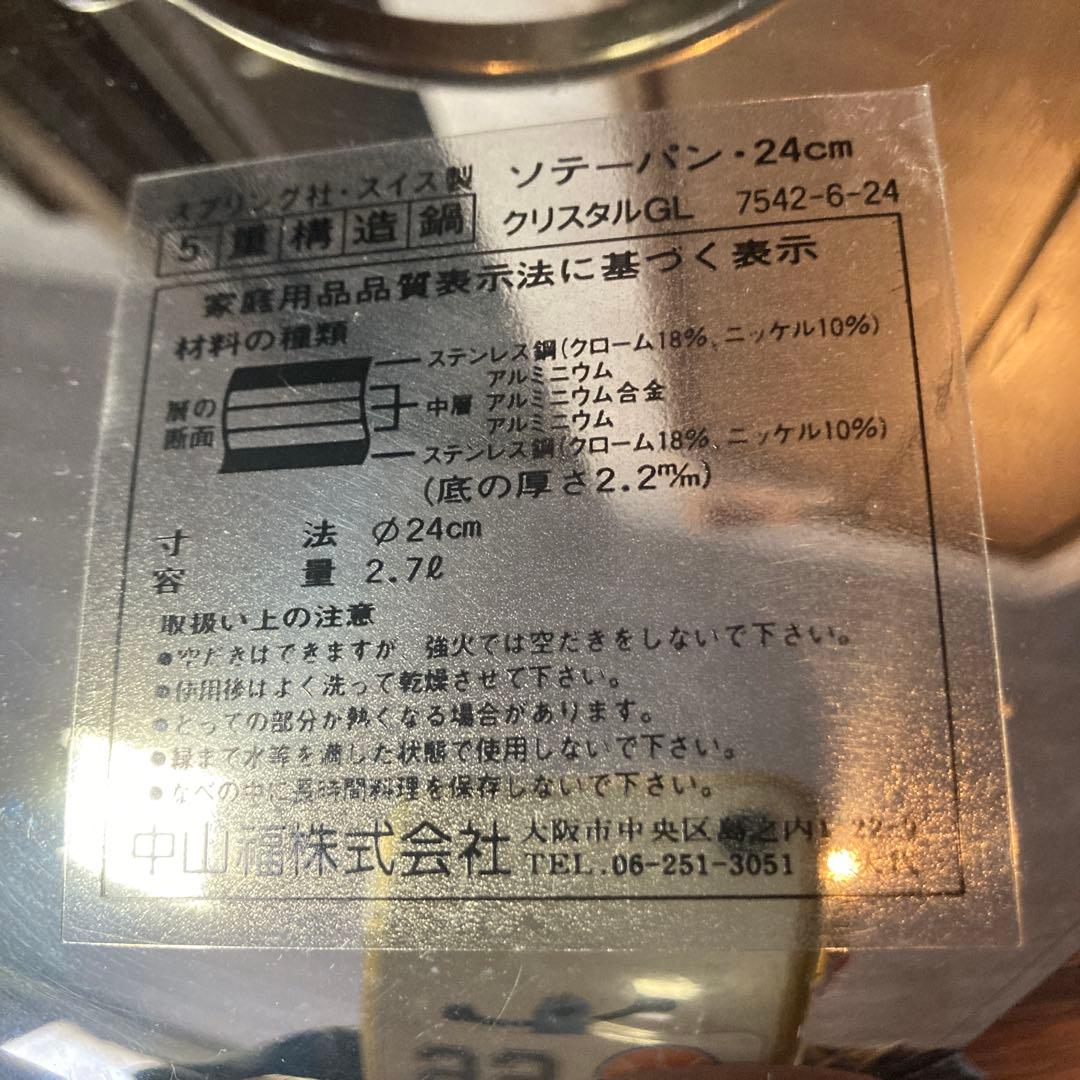 スプリング社・スイス製
5重構造鍋
ソテーパン・24cm
クリスタルGL 7542-6-24
家庭用品品質表示法に基づく表示
材料の種類
層の断面
ステンレス鋼(クローム18%、ニッケル10%)
アルミニウム
中層 アルミニウム合金
アルミニウム
ステンレス鋼(クローム18%、ニッケル10%)
(底の厚さ2.2m/m)
寸法 ∅24cm
容量 2.7ℓ
取扱い上の注意
●空だきはできますが 強火では空だきをしないで下さい。
●使用後はよく洗って乾燥させて下さい。
●とっての部分が熱くなる場合があります。
●縁まで水等を満した状態で使用しないで下さい。
●なべの中に長時間料理を保存しないで下さい。
中山福株式会社
大阪市中央区島之内1-22-9
TEL.06-251-3051